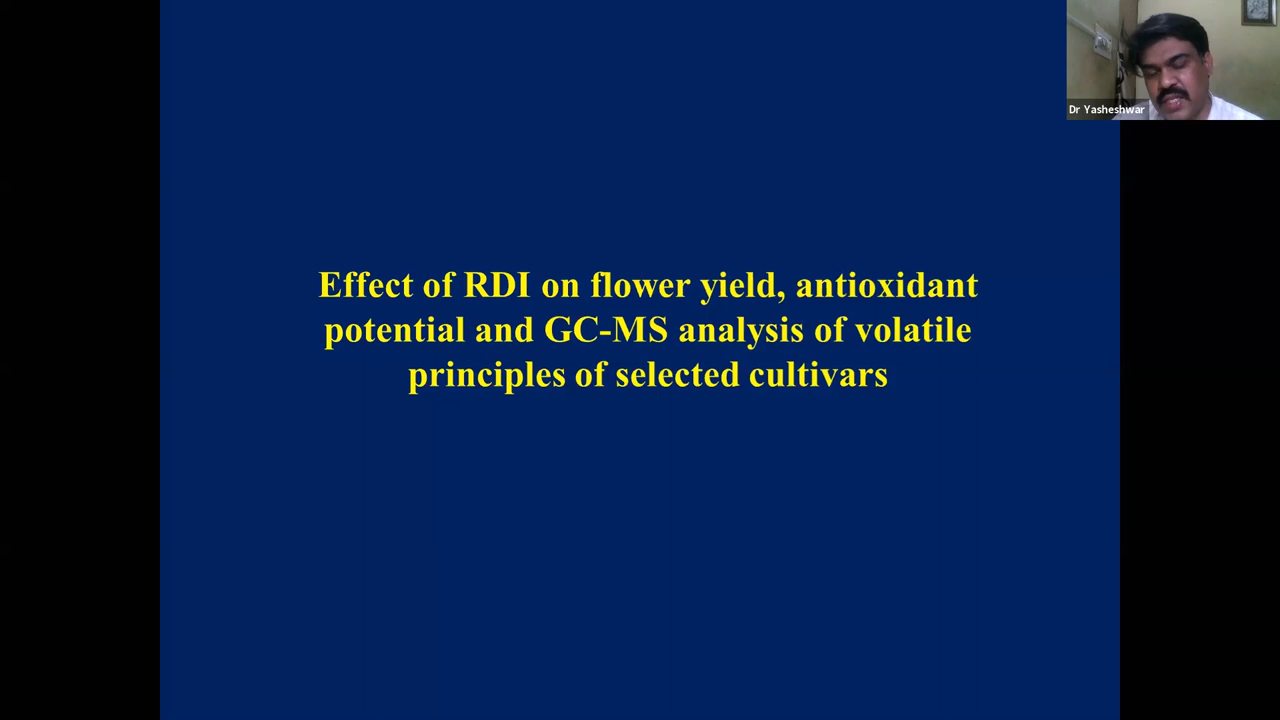 Dr Yasheshwar
Effect of RDI on flower yield, antioxidant
potential and GC-MS analysis of volatile
principles of selected cultivars